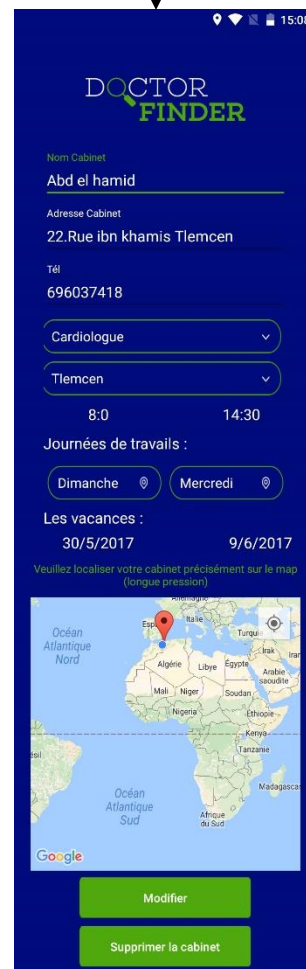 15:08
DOCTOR
FINDER
Nom Cabinet
Abd el hamid
Adresse Cabinet
22.Rue ibn khamis Tlemcen
Tél
696037418
Cardiologue
Tlemcen
8:0 14:30
Journées de travails :
Dimanche Mercredi
Les vacances :
30/5/2017 9/6/2017
Veuillez localiser votre cabinet précisément sur le map
(longue pression)
Allemagne
Esp Italie
Turqui
Océan
Atlantique
Nord
Irak
Iran
Algérie Libye Égypte
Arabie
saoudite
Mali Niger Soudan
Nigeria Éthiopie
Kenya
Tanzanie
ésil
Océan
Atlantique
Sud
Madagascar
Afrique
du Sud
Google
Modifier
Supprimer la cabinet